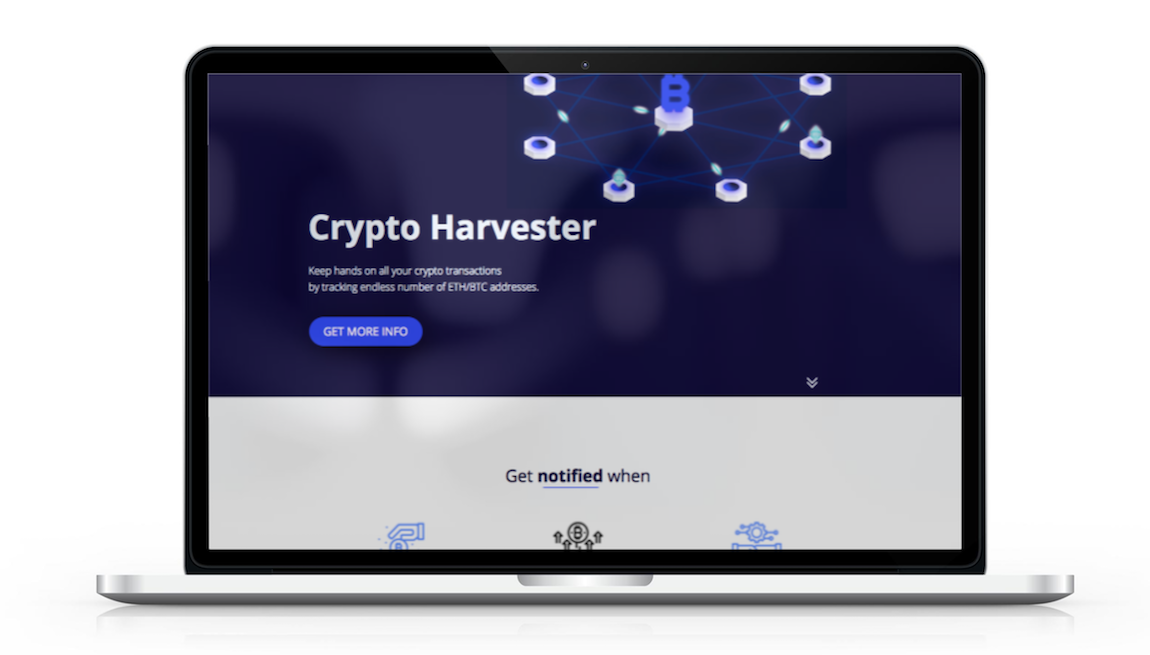 Crypto Harvester
Keep hands on all your crypto transactions
by tracking endless number of ETH/BTC addresses.
GET MORE INFO
Get notified when